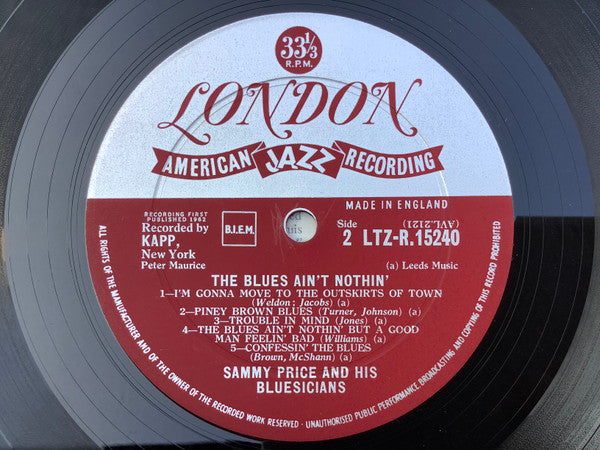 33⅓
R.P.M.
LONDON
AMERICAN JAZZ RECORDING
MADE IN ENGLAND
RECORDING FIRST
PUBLISHED 1962
Recorded by
KAPP,
New York
Peter Maurice
B.I.E.M.
Side
2 LTZ-R.15240
(AVL.2121)
(a) Leeds Music
THE BLUES AIN'T NOTHIN'
1—I'M GONNA MOVE TO THE OUTSKIRTS OF TOWN
(Weldon; Jacobs) (a)
2—PINEY BROWN BLUES (Turner, Johnson) (a)
3—TROUBLE IN MIND (Jones) (a)
4—THE BLUES AIN'T NOTHIN' BUT A GOOD
MAN FEELIN' BAD (Williams) (a)
5—CONFESSIN' THE BLUES
(Brown, McShann) (a)
SAMMY PRICE AND HIS
BLUESICIANS
ALL RIGHTS OF THE MANUFACTURER AND OF THE OWNER OF THE RECORDED WORK RESERVED · UNAUTHORISED PUBLIC PERFORMANCE BROADCASTING AND COPYING OF THIS RECORD PROHIBITED